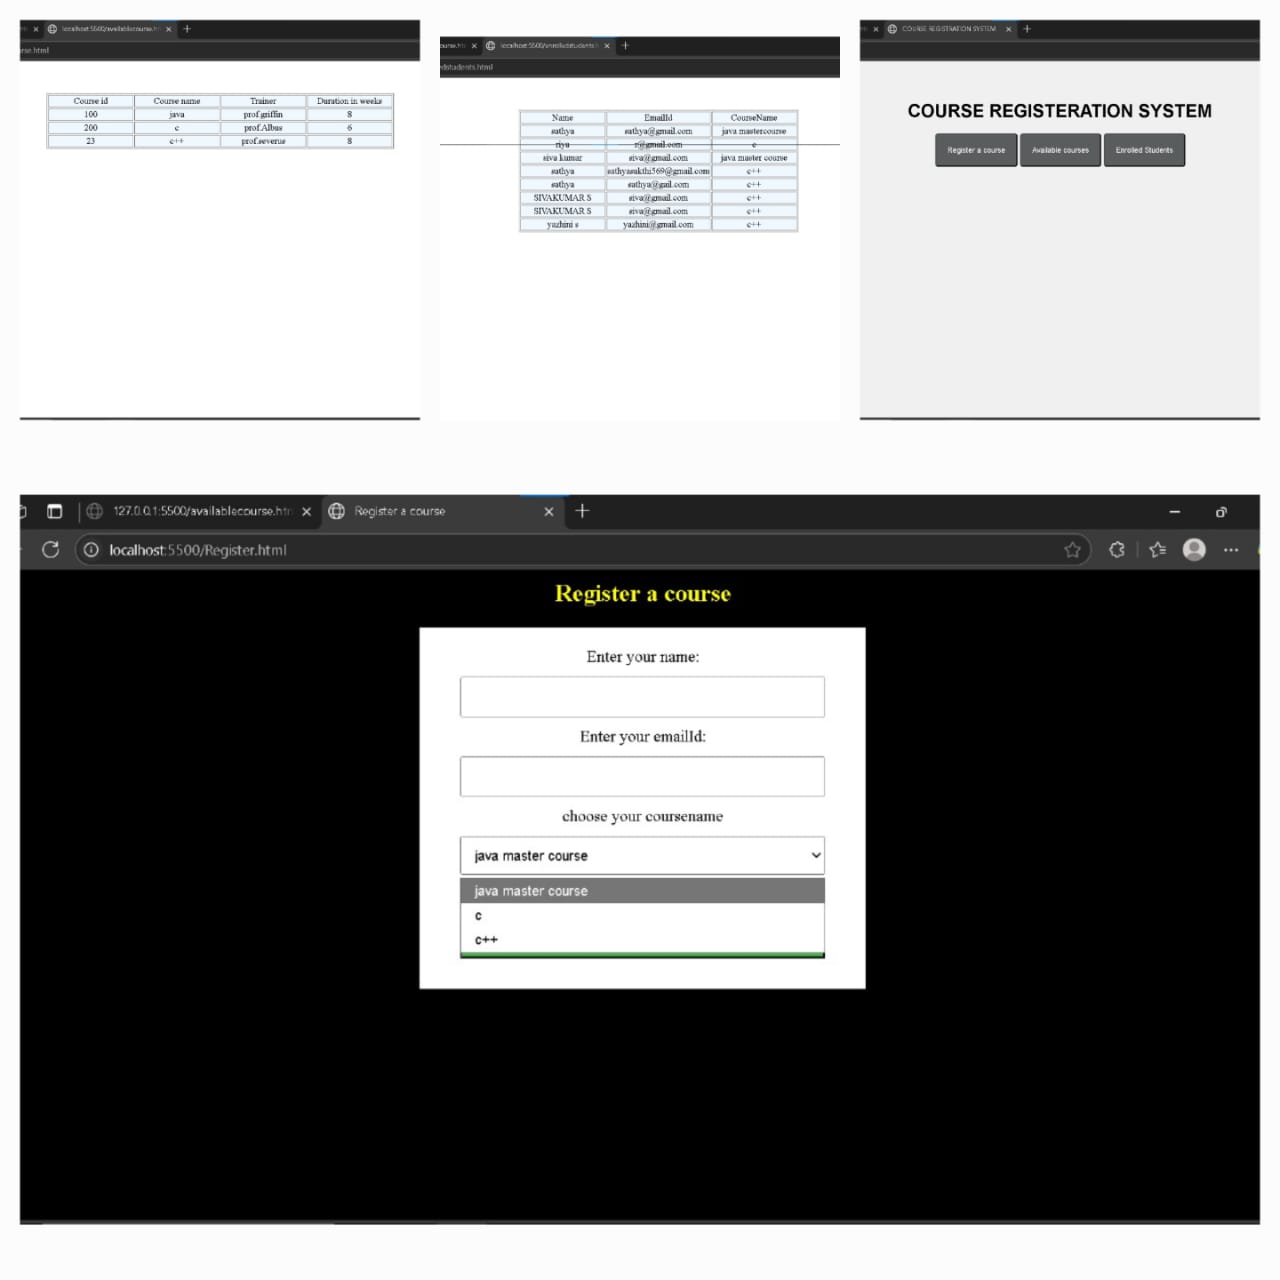 localhost:5500/availablecourse.ht
rse.html
Course id Course name Trainer Duration in weeks
100 java prof.griffin 8
200 c prof.Albus 6
23 c++ prof.severus 8
ourse.htm localhost:5500/enrolledstudents.h
edstudents.html
Name EmailId CourseName
sathya sathya@gmail.com java mastercourse
riya r@gmail.com c
siva kumar siva@gmail.com java master course
sathya sathyasakthi569@gmail.com c++
sathya sathya@gail.com c++
SIVAKUMAR S siva@gmail.com c++
SIVAKUMAR S siva@gmail.com c++
yazhini s yazhini@gmail.com c++
COURSE REGISTRATION SYSTEM
COURSE REGISTERATION SYSTEM
Register a course Available courses Enrolled Students
127.0.0.1:5500/availablecourse.htm Register a course
localhost:5500/Register.html
Register a course
Enter your name:
Enter your emailId:
choose your coursename
java master course
java master course
c
c++